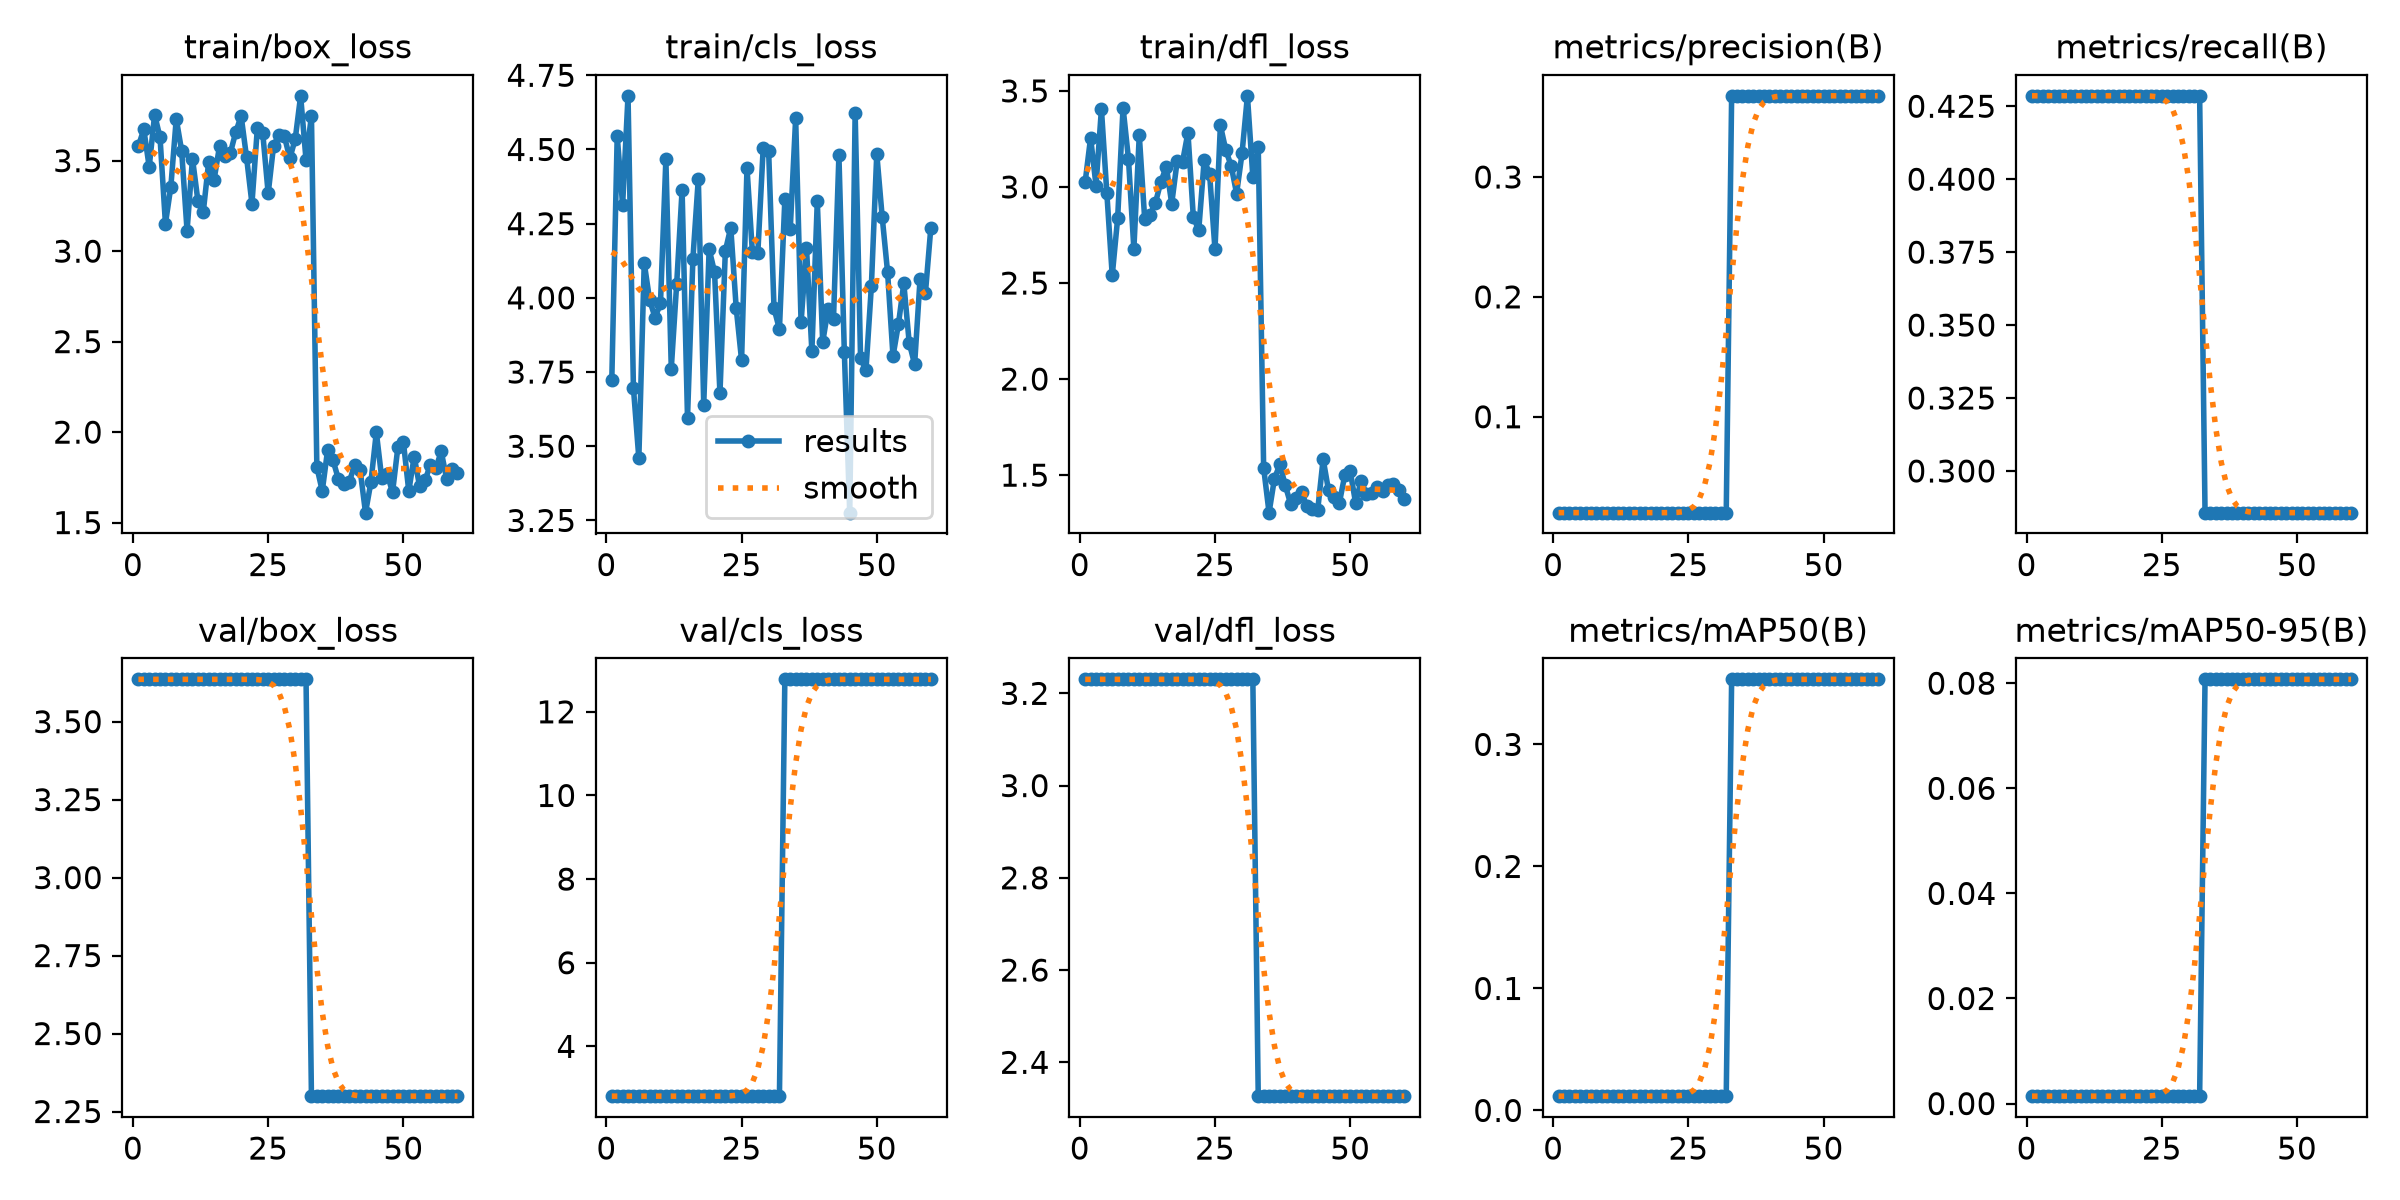 train/box_loss
train/cls_loss
train/dfl_loss
metrics/precision(B)
metrics/recall(B)
3.5
3.0
2.5
2.0
1.5
0 25 50
4.75
4.50
4.25
4.00
3.75
3.50
3.25
0 25 50
results
smooth
3.5
3.0
2.5
2.0
1.5
0 25 50
0.3
0.2
0.1
0 25 50
0.425
0.400
0.375
0.350
0.325
0.300
0 25 50
val/box_loss
val/cls_loss
val/dfl_loss
metrics/mAP50(B)
metrics/mAP50-95(B)
3.50
3.25
3.00
2.75
2.50
2.25
0 25 50
12
10
8
6
4
0 25 50
3.2
3.0
2.8
2.6
2.4
0 25 50
0.3
0.2
0.1
0.0
0 25 50
0.08
0.06
0.04
0.02
0.00
0 25 50